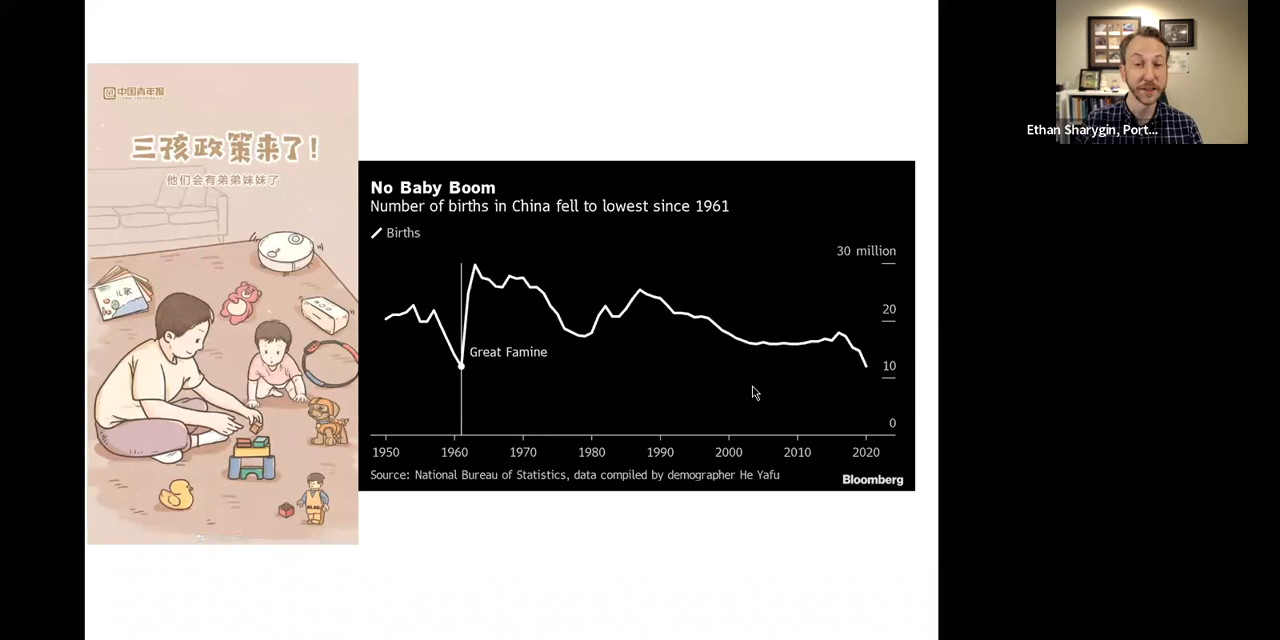 中国青年报
三孩政策来了！
他们会有弟弟妹妹了
儿歌
No Baby Boom
Number of births in China fell to lowest since 1961
Births
30 million
20
10
0
Great Famine
1950 1960 1970 1980 1990 2000 2010 2020
Source: National Bureau of Statistics, data compiled by demographer He Yafu
Bloomberg
Ethan Sharygin, Port...